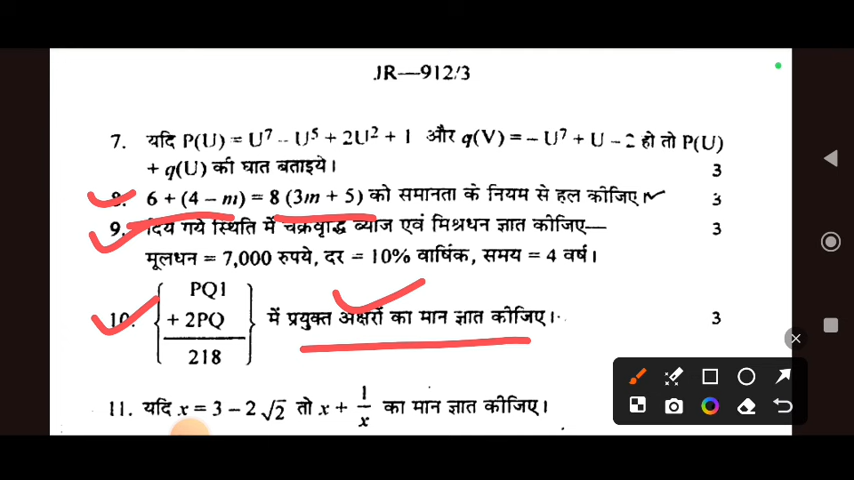 JR—912/3
7. यदि P(U) = U⁷ – U⁵ + 2U² + 1 और q(V) = – U⁷ + U – 2 हो तो P(U)
+ q(U) की घात बताइये। 3
8. 6 + (4 – m) = 8 (3m + 5) को समानता के नियम से हल कीजिए। 3
9. दिये गये स्थिति में चक्रवृद्धि ब्याज एवं मिश्रधन ज्ञात कीजिए— 3
मूलधन = 7,000 रुपये, दर = 10% वार्षिक, समय = 4 वर्ष।
PQ1
10. + 2PQ में प्रयुक्त अक्षरों का मान ज्ञात कीजिए। 3
218
11. यदि x = 3 – 2√2 तो x + 1/x का मान ज्ञात कीजिए।